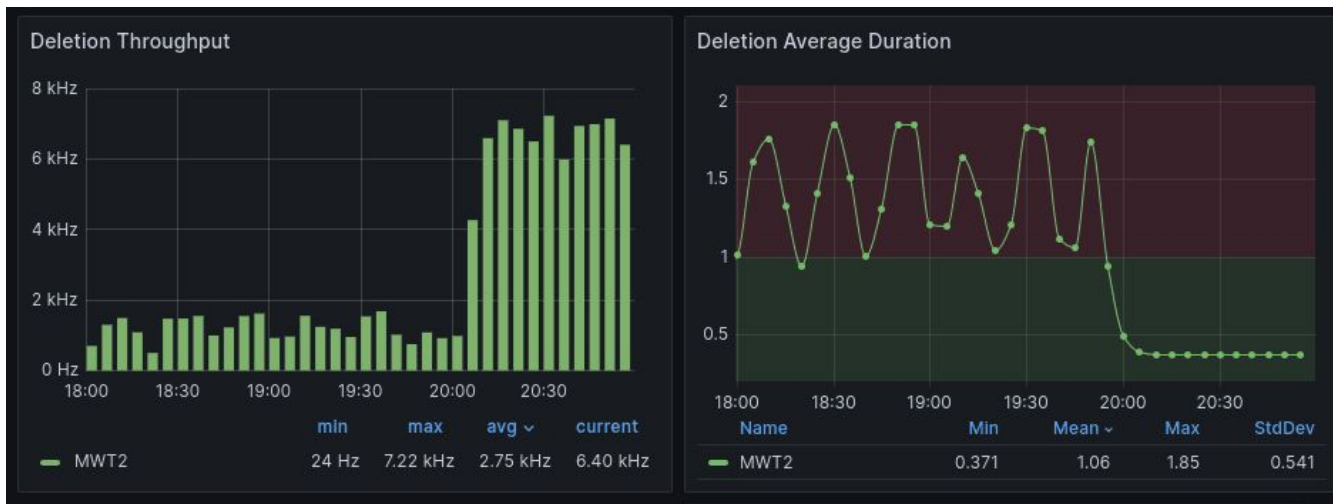 Deletion Throughput
8 kHz
6 kHz
4 kHz
2 kHz
0 Hz
18:00 18:30 19:00 19:30 20:00 20:30
min max avg current
MWT2 24 Hz 7.22 kHz 2.75 kHz 6.40 kHz
Deletion Average Duration
2
1.5
1
0.5
18:00 18:30 19:00 19:30 20:00 20:30
Name Min Mean Max StdDev
MWT2 0.371 1.06 1.85 0.541